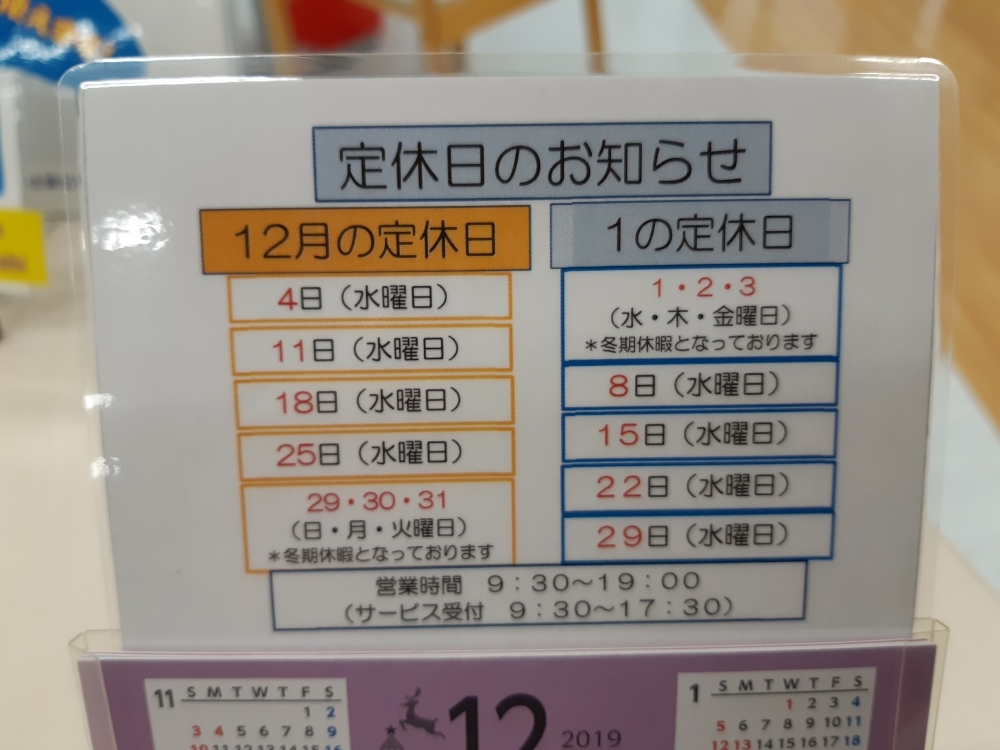 定休日のお知らせ
12月の定休日
4日（水曜日）
11日（水曜日）
18日（水曜日）
25日（水曜日）
29・30・31
（日・月・火曜日）
＊冬期休暇となっております
1の定休日
1・2・3
（水・木・金曜日）
＊冬期休暇となっております
8日（水曜日）
15日（水曜日）
22日（水曜日）
29日（水曜日）
営業時間　9：30～19：00
（サービス受付　9：30～17：30）
11 S M T W T F S
1 2
3 4 5 6 7 8 9
10 11 12 13 14 15 16
12
2019
1 S M T W T F S
1 2 3 4
5 6 7 8 9 10 11
12 13 14 15 16 17 18